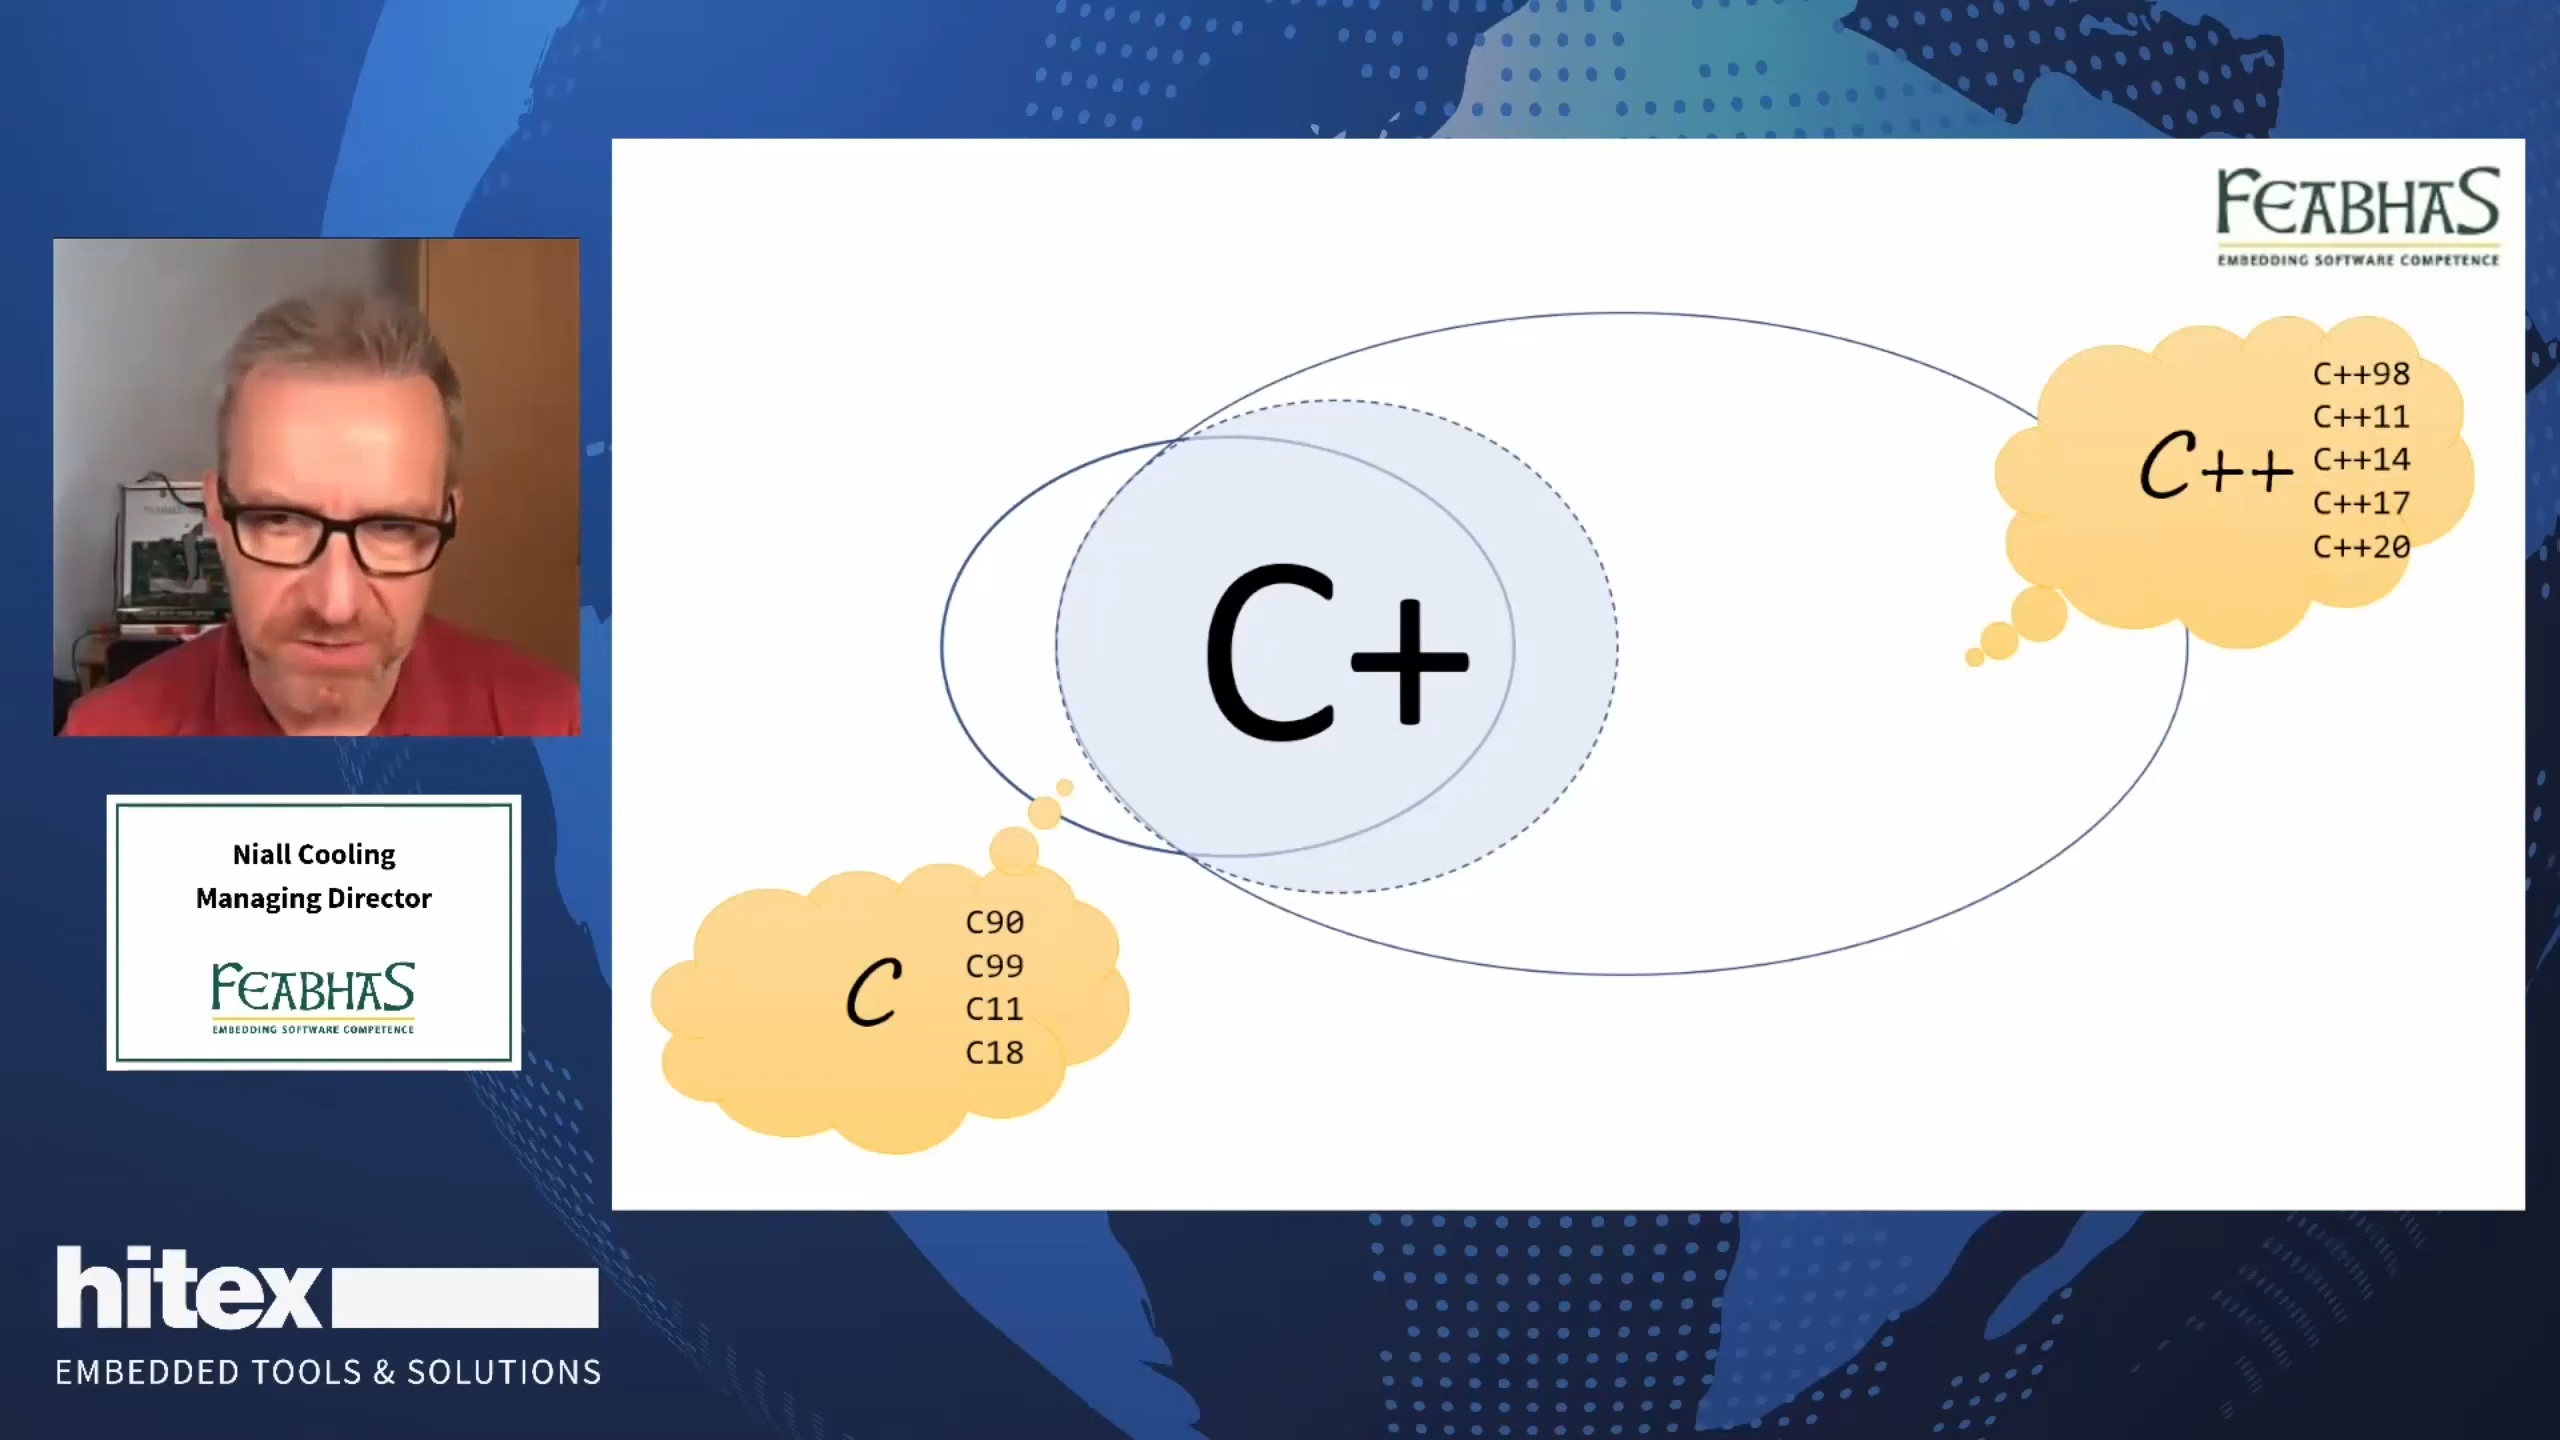 FEABHAS
EMBEDDING SOFTWARE COMPETENCE
C++
C++98
C++11
C++14
C++17
C++20
C+
C
C90
C99
C11
C18
Niall Cooling
Managing Director
FEABHAS
EMBEDDING SOFTWARE COMPETENCE
hitex
EMBEDDED TOOLS & SOLUTIONS